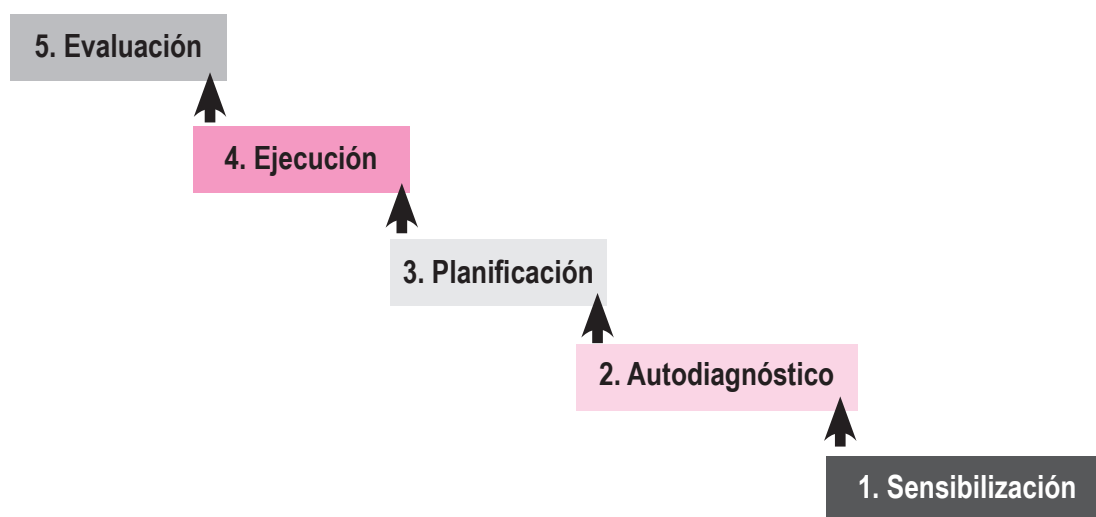 5. Evaluación
4. Ejecución
3. Planificación
2. Autodiagnóstico
1. Sensibilización